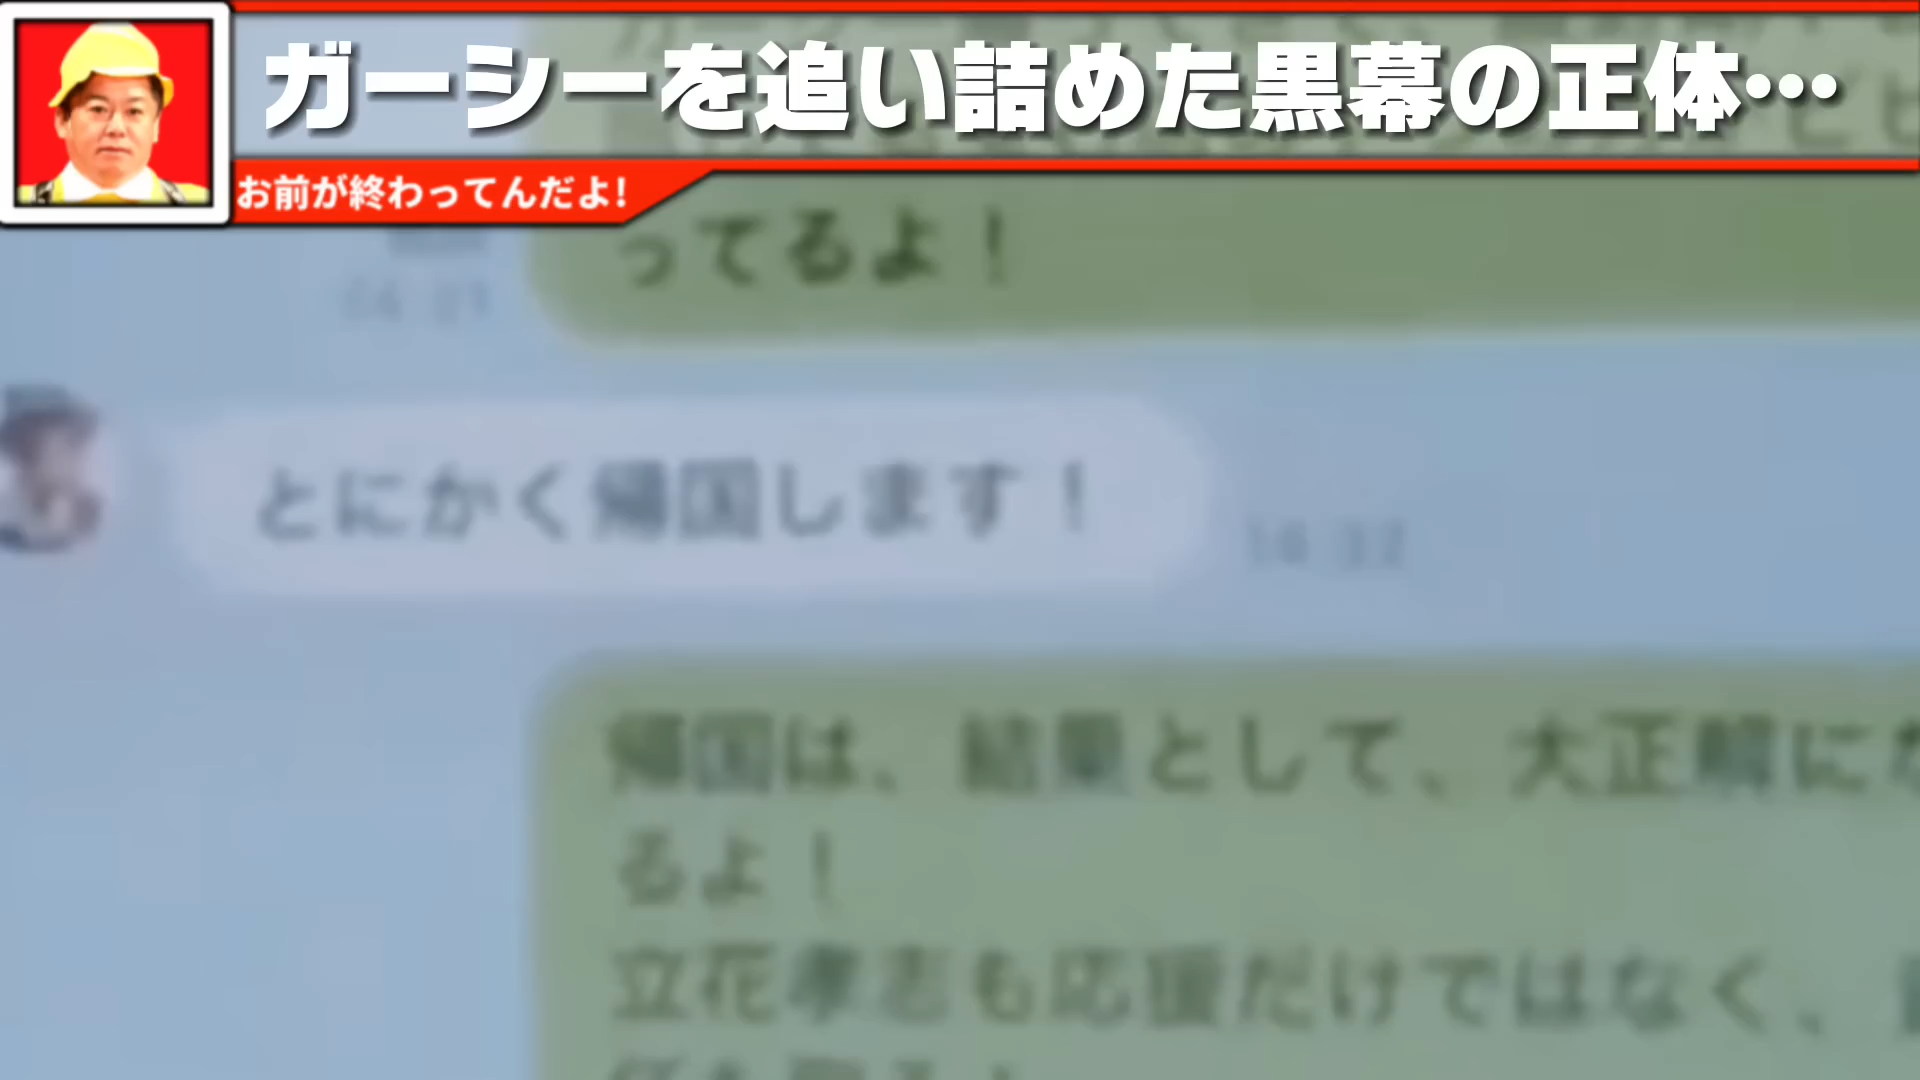 ガーシーを追い詰めた黒幕の正体…
お前が終わってんだよ!
ってるよ！
とにかく帰国します！
帰国は、結果として、大正解にな
るよ！
立花孝志も応援だけではなく、